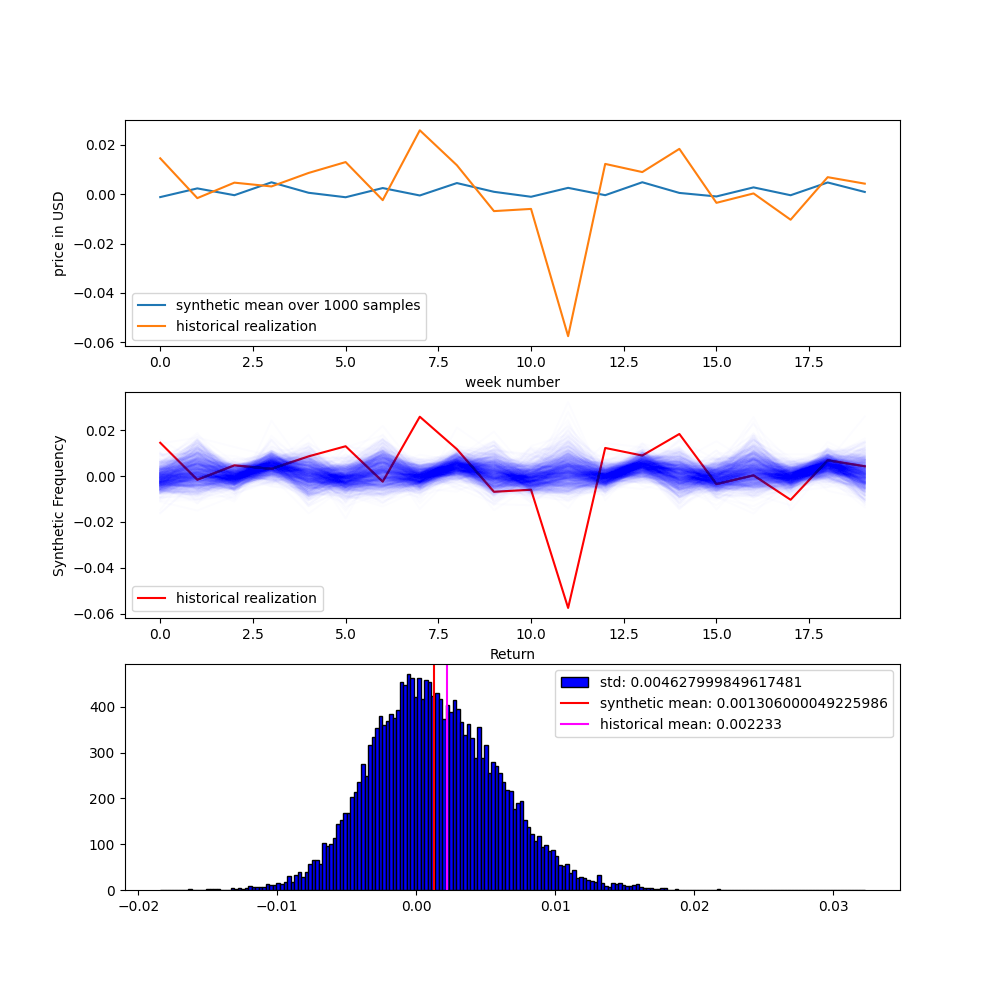 0.02
0.00
−0.02
−0.04
−0.06
price in USD
synthetic mean over 1000 samples
historical realization
0.0 2.5 5.0 7.5 10.0 12.5 15.0 17.5
week number
0.02
0.00
−0.02
−0.04
−0.06
Synthetic Frequency
historical realization
0.0 2.5 5.0 7.5 10.0 12.5 15.0 17.5
Return
400
300
200
100
0
std: 0.004627999849617481
synthetic mean: 0.001306000049225986
historical mean: 0.002233
−0.02 −0.01 0.00 0.01 0.02 0.03